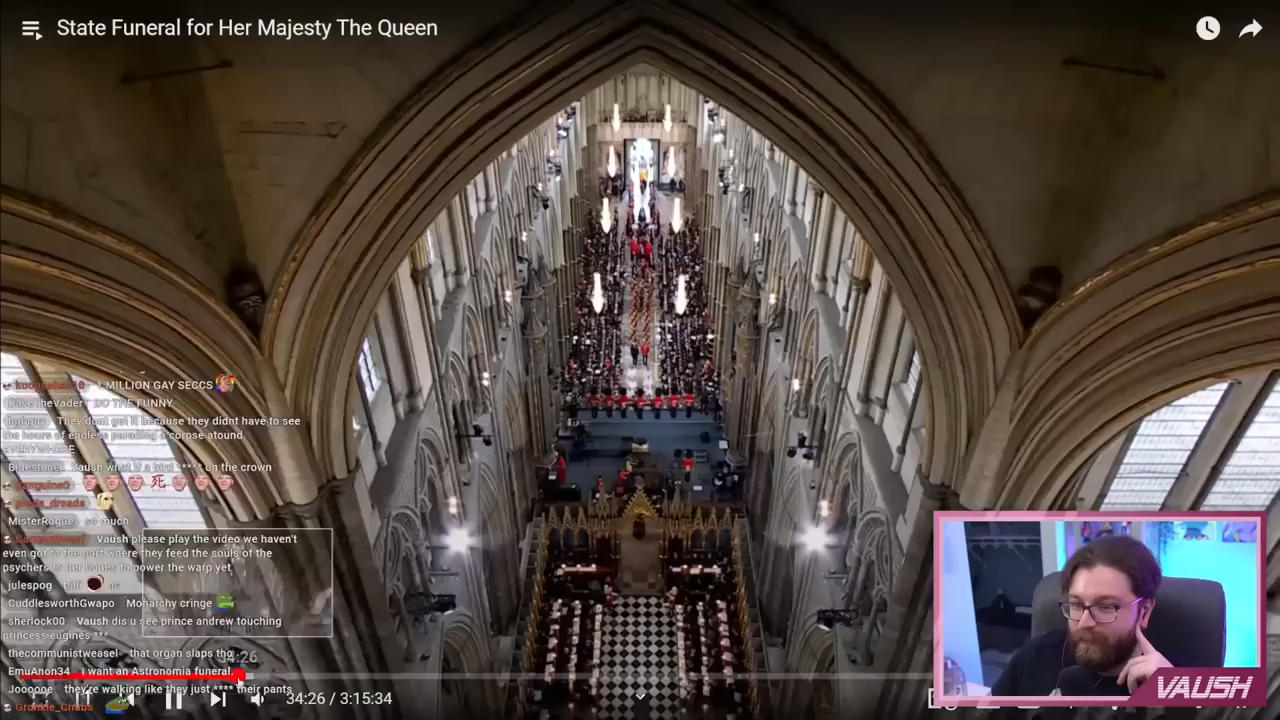 State Funeral for Her Majesty The Queen
1 MILLION GAY SECCS
DaveTheVader DO THE FUNNY
They dont get it because they didnt have to see
the hours of endless parading a corpse atound
EVERYWHERE
Bluestone Vaush what if a bird **** on the crown
死
MisterRogue so much
Vaush please play the video we haven't
even got to the part where they feed the souls of the
psychers to her bones to power the warp yet.
julespog
CuddlesworthGwapo Monarchy cringe
sherlock00 Vaush dis u see prince andrew touching
princess eugines ***
thecommunistweasel that organ slaps tho
34:26
EmuAnon34 I want an Astronomia funeral.
Joooooe they're walking like they just **** their pants
34:26 / 3:15:34
VAUSH